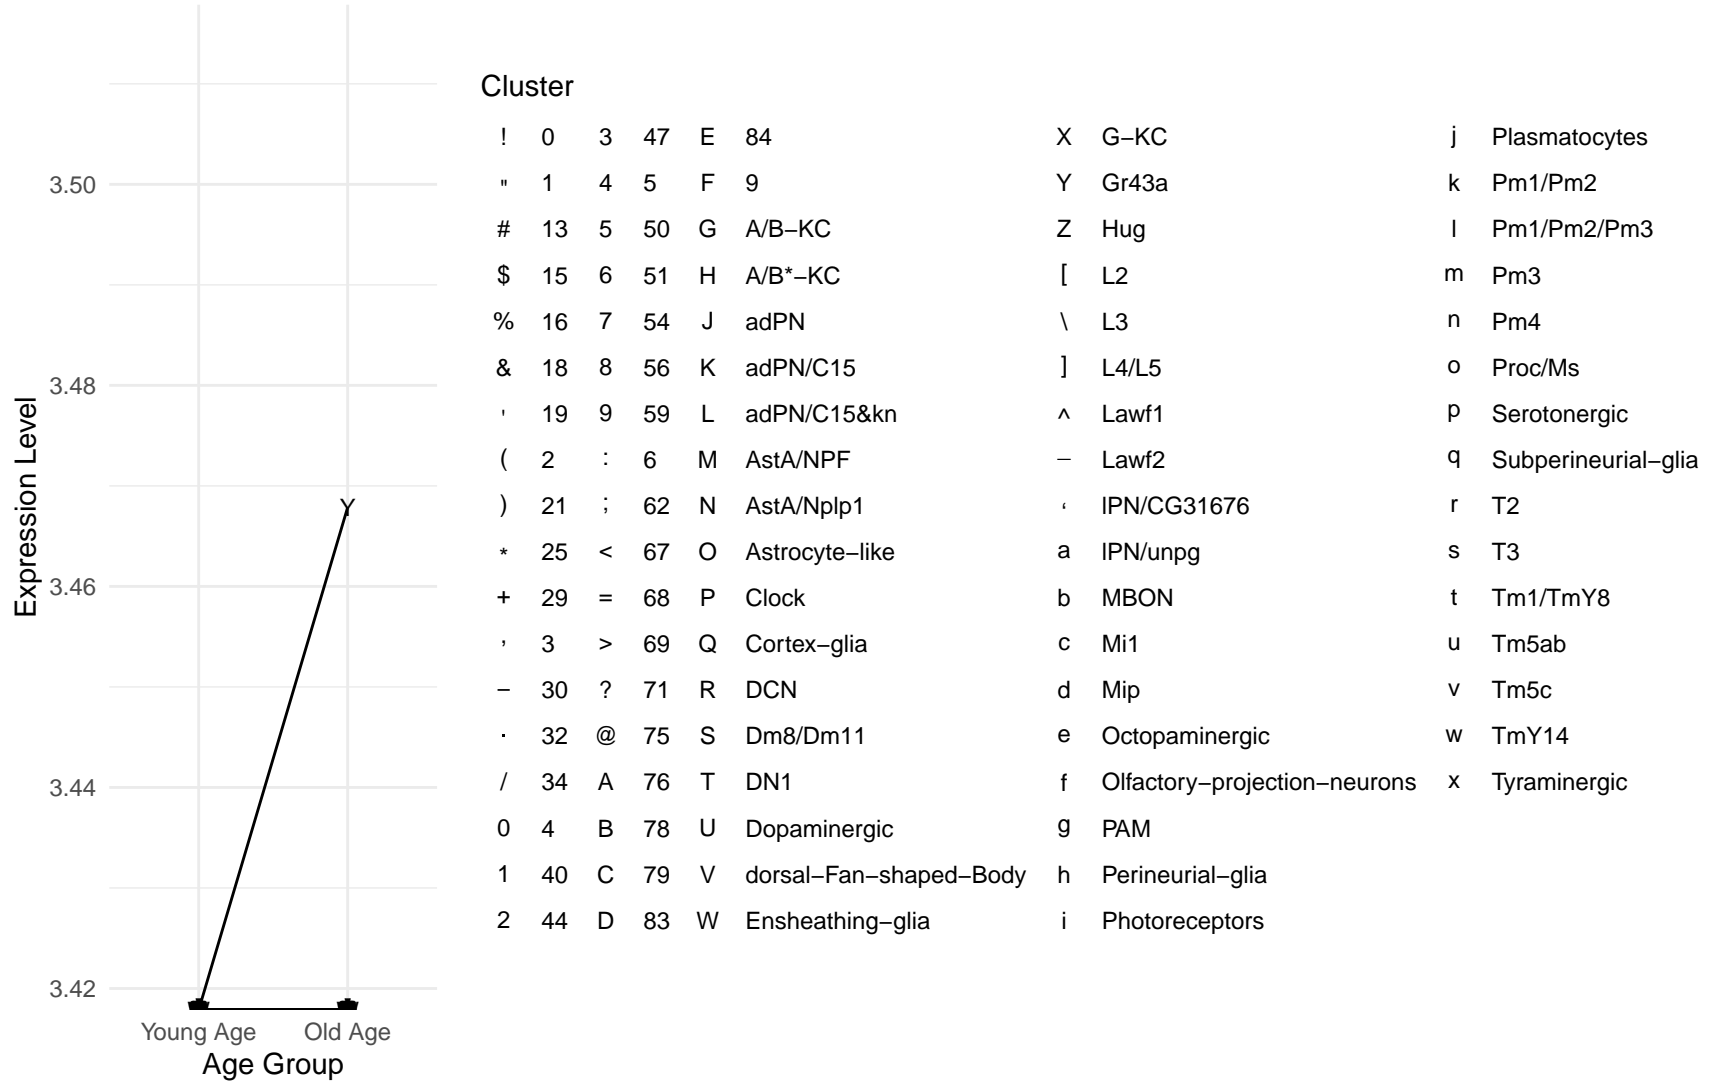 Cluster
! 0 3 47 E 84 X G−KC j Plasmatocytes
" 1 4 5 F 9 Y Gr43a k Pm1/Pm2
# 13 5 50 G A/B−KC Z Hug l Pm1/Pm2/Pm3
$ 15 6 51 H A/B*−KC [ L2 m Pm3
% 16 7 54 J adPN \ L3 n Pm4
& 18 8 56 K adPN/C15 ] L4/L5 o Proc/Ms
' 19 9 59 L adPN/C15&kn ^ Lawf1 p Serotonergic
( 2 : 6 M AstA/NPF − Lawf2 q Subperineurial−glia
) 21 ; 62 N AstA/Nplp1 ‘ lPN/CG31676 r T2
* 25 < 67 O Astrocyte−like a lPN/unpg s T3
+ 29 = 68 P Clock b MBON t Tm1/TmY8
, 3 > 69 Q Cortex−glia c Mi1 u Tm5ab
− 30 ? 71 R DCN d Mip v Tm5c
. 32 @ 75 S Dm8/Dm11 e Octopaminergic w TmY14
/ 34 A 76 T DN1 f Olfactory−projection−neurons x Tyraminergic
0 4 B 78 U Dopaminergic g PAM
1 40 C 79 V dorsal−Fan−shaped−Body h Perineurial−glia
2 44 D 83 W Ensheathing−glia i Photoreceptors
Expression Level
3.50
3.48
3.46
3.44
3.42
Y
Young Age Old Age
Age Group